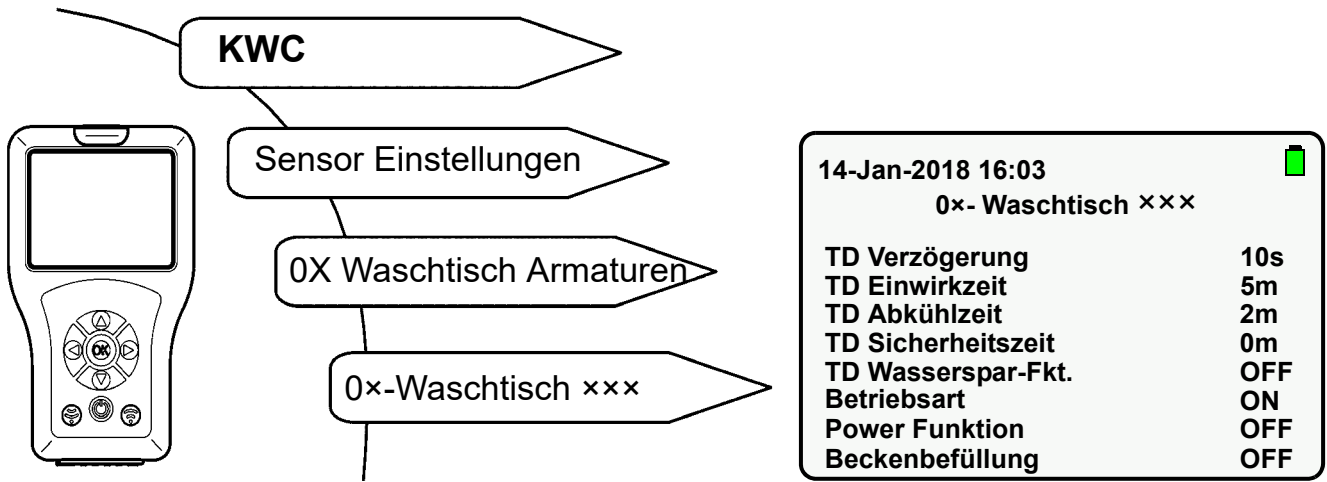 KWC
Sensor Einstellungen
0X Waschtisch Armaturen
0×-Waschtisch ×××
OK
14-Jan-2018 16:03
0×- Waschtisch ×××
TD Verzögerung 10s
TD Einwirkzeit 5m
TD Abkühlzeit 2m
TD Sicherheitszeit 0m
TD Wasserspar-Fkt. OFF
Betriebsart ON
Power Funktion OFF
Beckenbefüllung OFF